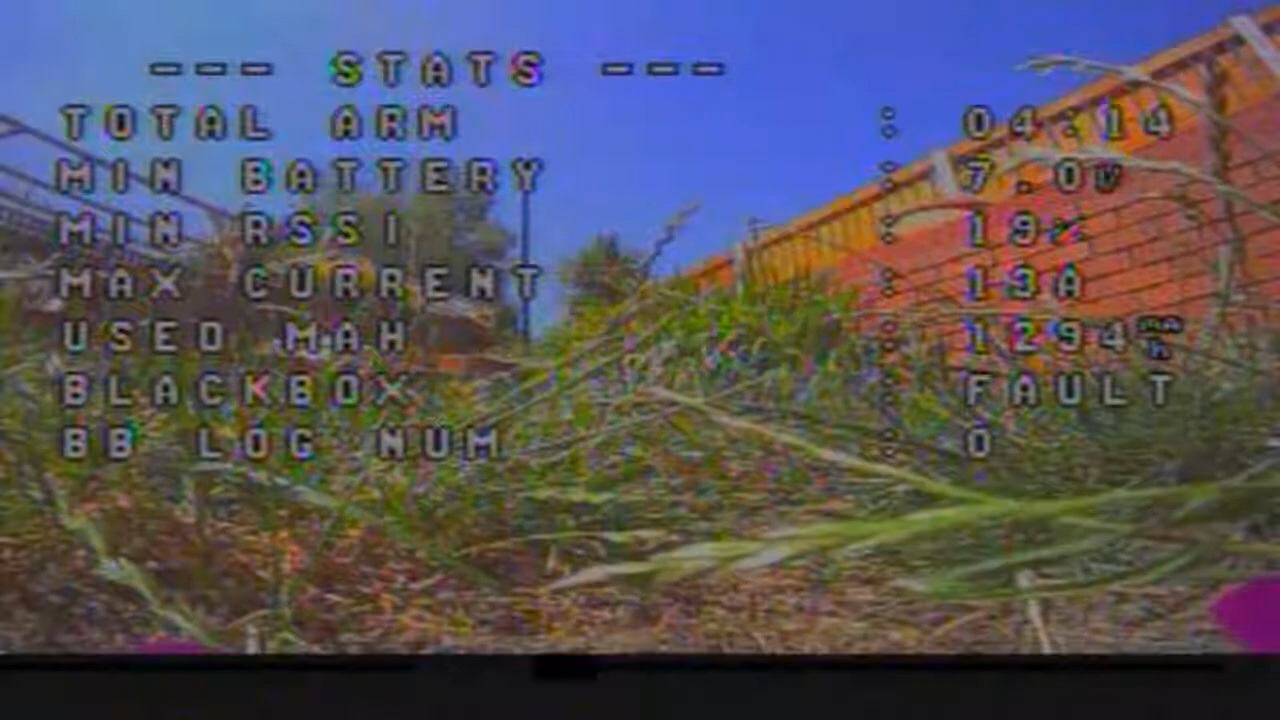 --- STATS ---
TOTAL ARM : 04:14
MIN BATTERY : 7.0V
MIN RSSI : 19%
MAX CURRENT : 13A
USED MAH : 1294mAh
BLACKBOX : FAULT
BB LOG NUM : 0